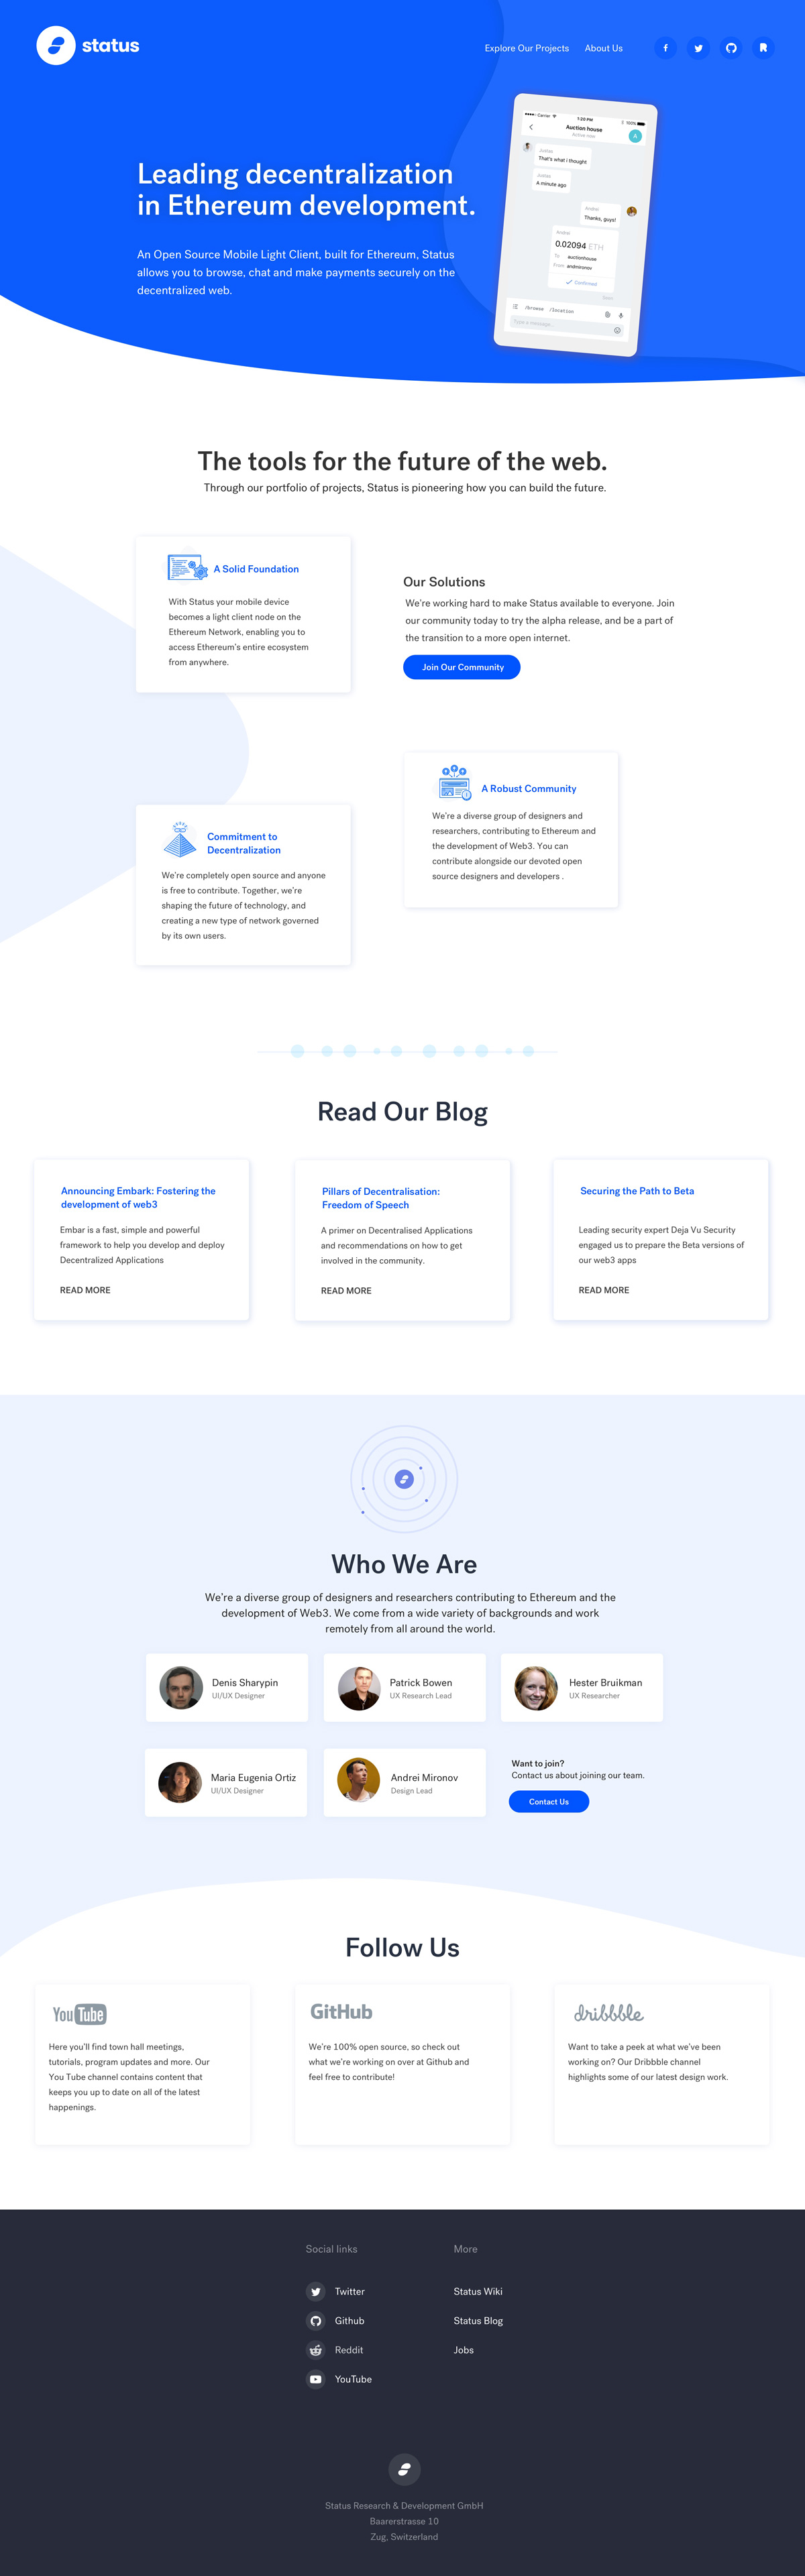 status
Explore Our Projects
About Us
Leading decentralization
in Ethereum development.
An Open Source Mobile Light Client, built for Ethereum, Status
allows you to browse, chat and make payments securely on the
decentralized web.
Carrier
1:20 PM
100%
Auction house
Active now
A
Justas
That's what i thought
Justas
A minute ago
Andrei
Thanks, guys!
Andrei
0.02094 ETH
To auctionhouse
From andmironov
Confirmed
Seen
/browse /location
Type a message...
The tools for the future of the web.
Through our portfolio of projects, Status is pioneering how you can build the future.
A Solid Foundation
With Status your mobile device
becomes a light client node on the
Ethereum Network, enabling you to
access Ethereum's entire ecosystem
from anywhere.
Our Solutions
We're working hard to make Status available to everyone. Join
our community today to try the alpha release, and be a part of
the transition to a more open internet.
Join Our Community
A Robust Community
We're a diverse group of designers and
researchers, contributing to Ethereum and
the development of Web3. You can
contribute alongside our devoted open
source designers and developers .
Commitment to
Decentralization
We're completely open source and anyone
is free to contribute. Together, we're
shaping the future of technology, and
creating a new type of network governed
by its own users.
Read Our Blog
Announcing Embark: Fostering the
development of web3
Embar is a fast, simple and powerful
framework to help you develop and deploy
Decentralized Applications
READ MORE
Pillars of Decentralisation:
Freedom of Speech
A primer on Decentralised Applications
and recommendations on how to get
involved in the community.
READ MORE
Securing the Path to Beta
Leading security expert Deja Vu Security
engaged us to prepare the Beta versions of
our web3 apps
READ MORE
Who We Are
We're a diverse group of designers and researchers contributing to Ethereum and the
development of Web3. We come from a wide variety of backgrounds and work
remotely from all around the world.
Denis Sharypin
UI/UX Designer
Patrick Bowen
UX Research Lead
Hester Bruikman
UX Researcher
Maria Eugenia Ortiz
UI/UX Designer
Andrei Mironov
Design Lead
Want to join?
Contact us about joining our team.
Contact Us
Follow Us
YouTube
Here you'll find town hall meetings,
tutorials, program updates and more. Our
You Tube channel contains content that
keeps you up to date on all of the latest
happenings.
GitHub
We're 100% open source, so check out
what we're working on over at Github and
feel free to contribute!
dribbble
Want to take a peek at what we've been
working on? Our Dribbble channel
highlights some of our latest design work.
Social links
Twitter
Github
Reddit
YouTube
More
Status Wiki
Status Blog
Jobs
Status Research & Development GmbH
Baarerstrasse 10
Zug, Switzerland